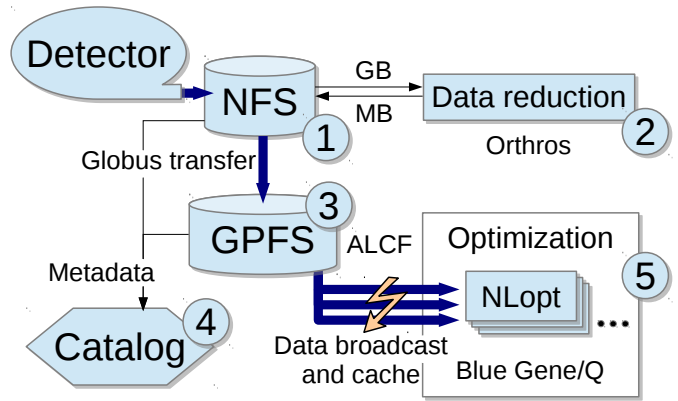 Detector
NFS
1
GB
MB
Data reduction
2
Orthros
Globus transfer
3
GPFS
ALCF
Metadata
Catalog
4
Optimization
5
NLopt
...
Data broadcast
and cache
Blue Gene/Q